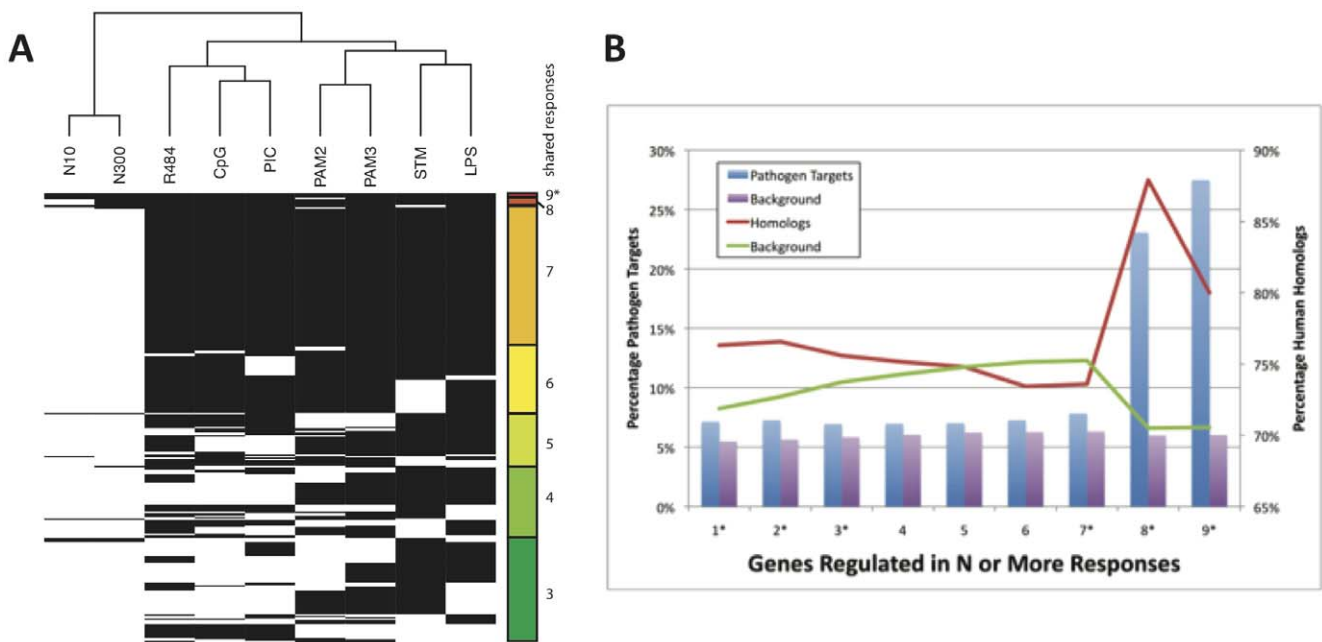 A
N10
N300
R484
CpG
PIC
PAM2
PAM3
STM
LPS
shared responses
9*
8
7
6
5
4
3
B
30%
25%
20%
15%
10%
5%
0%
Percentage Pathogen Targets
Pathogen Targets
Background
Homologs
Background
90%
85%
80%
75%
70%
65%
Percentage Human Homologs
1* 2* 3* 4 5 6 7* 8* 9*
Genes Regulated in N or More Responses